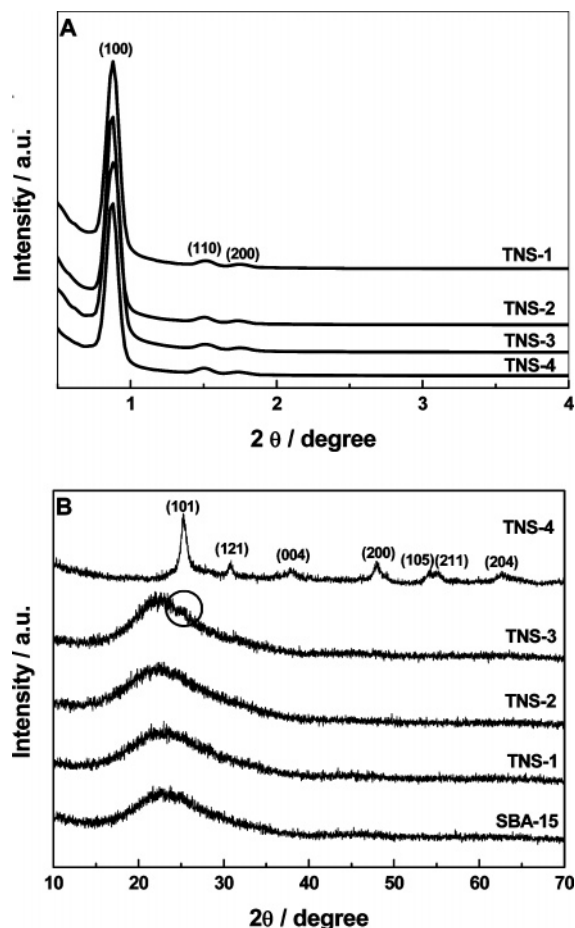 A
(100)
(110)
(200)
TNS-1
TNS-2
TNS-3
TNS-4
Intensity / a.u.
1
2
3
4
2 θ / degree
B
(101)
(121)
(004)
(200)
(105)
(211)
(204)
TNS-4
TNS-3
TNS-2
TNS-1
SBA-15
Intensity / a.u.
10
20
30
40
50
60
70
2θ / degree